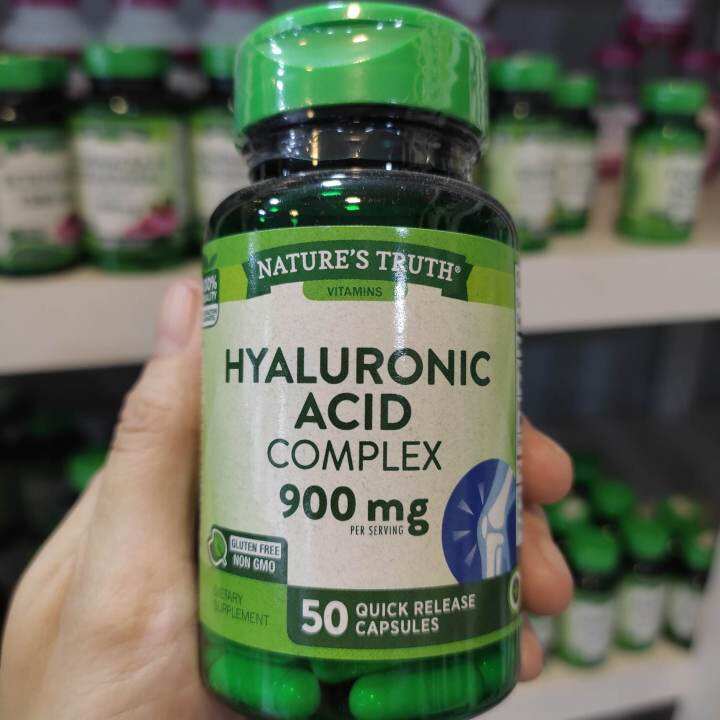 NATURE'S TRUTH®
VITAMINS
HYALURONIC
ACID
COMPLEX
900 mg
PER SERVING
GLUTEN FREE
NON GMO
DIETARY
SUPPLEMENT
50 QUICK RELEASE
CAPSULES